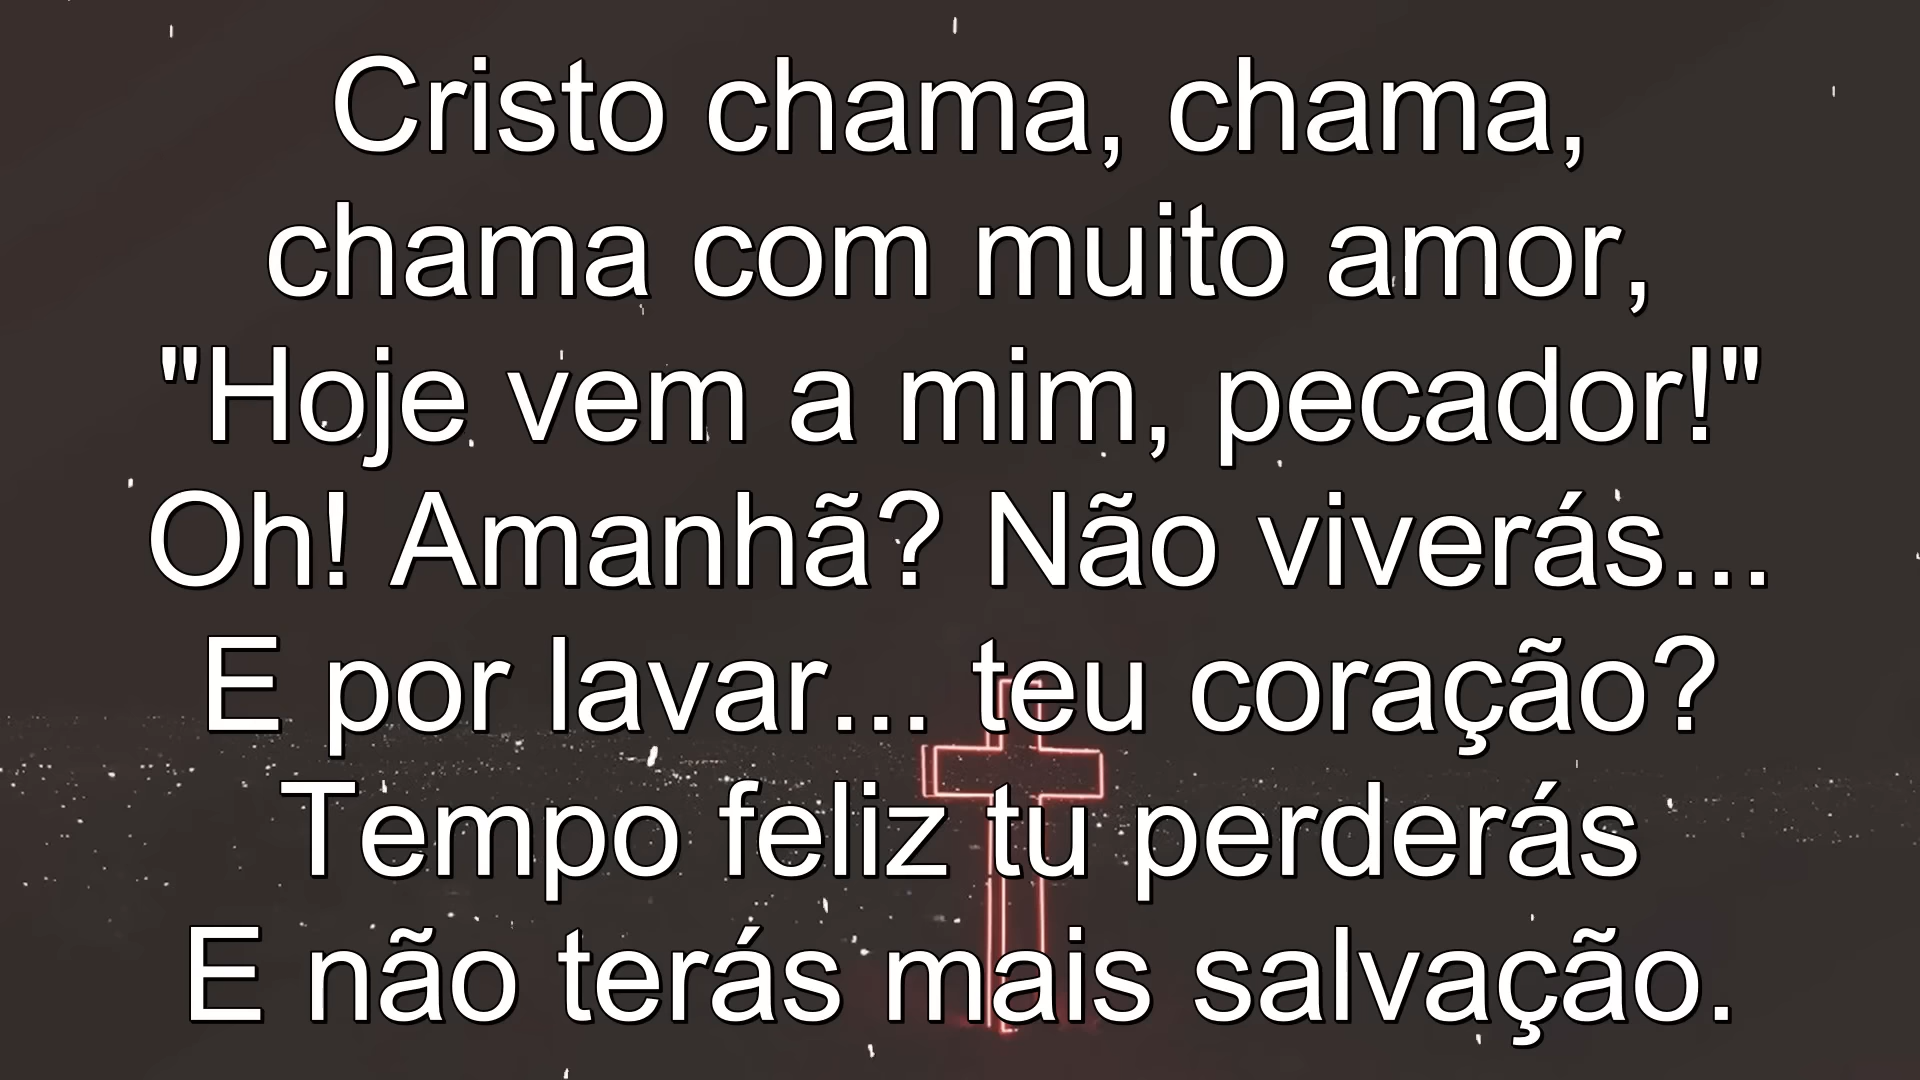 Cristo chama, chama,
chama com muito amor,
"Hoje vem a mim, pecador!"
Oh! Amanhã? Não viverás...
E por lavar... teu coração?
Tempo feliz tu perderás
E não terás mais salvação.